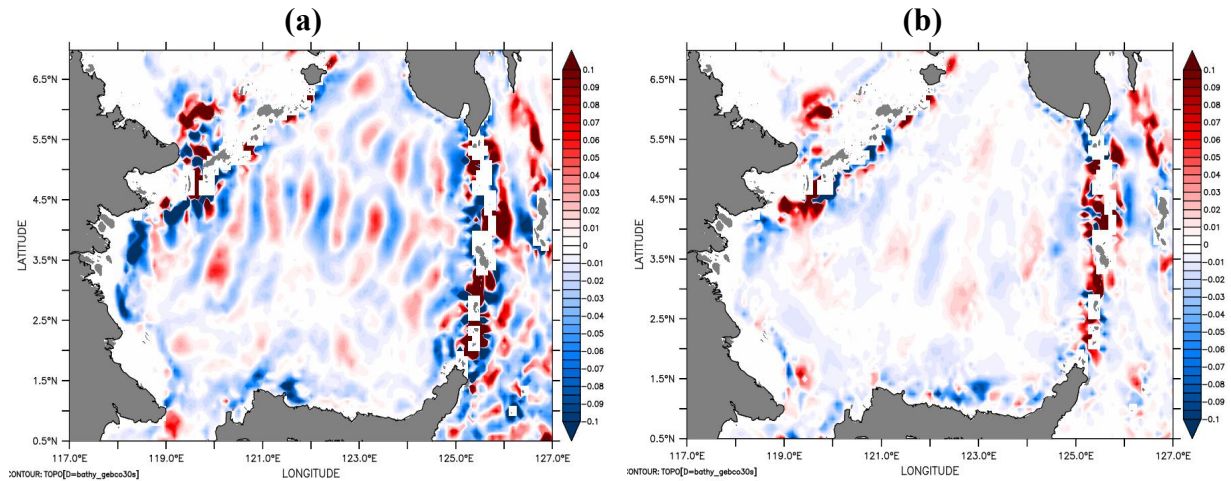 (a)
(b)
6.5°N
5.5°N
4.5°N
3.5°N
2.5°N
1.5°N
0.5°N
LATITUDE
117.0°E
119.0°E
121.0°E
123.0°E
125.0°E
127.0°E
LONGITUDE
CONTOUR: TOPO[D=bathy_gebco30s]
0.1
0.09
0.08
0.07
0.06
0.05
0.04
0.03
0.02
0.01
0
-0.01
-0.02
-0.03
-0.04
-0.05
-0.06
-0.07
-0.08
-0.09
-0.1
6.5°N
5.5°N
4.5°N
3.5°N
2.5°N
1.5°N
0.5°N
LATITUDE
117.0°E
119.0°E
121.0°E
123.0°E
125.0°E
127.0°E
LONGITUDE
:ONTOUR: TOPO[D=bathy_gebco30s]
0.1
0.09
0.08
0.07
0.06
0.05
0.04
0.03
0.02
0.01
0
-0.01
-0.02
-0.03
-0.04
-0.05
-0.06
-0.07
-0.08
-0.09
-0.1